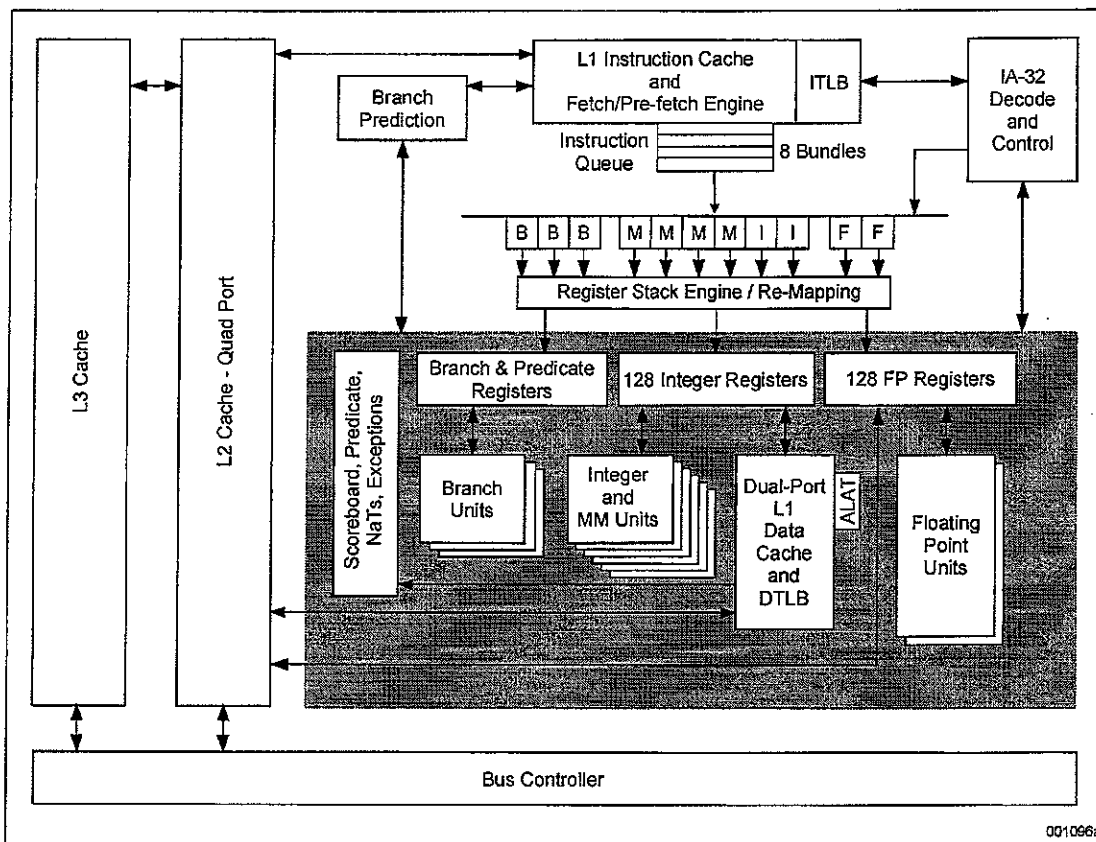 L1 Instruction Cache
and
Fetch/Pre-fetch Engine
ITLB
IA-32
Decode
and
Control
Branch
Prediction
Instruction
Queue
8 Bundles
B B B M M M M I I F F
Register Stack Engine / Re-Mapping
L3 Cache
L2 Cache - Quad Port
Scoreboard, Predicate,
NaTs, Exceptions
Branch & Predicate
Registers
128 Integer Registers
128 FP Registers
Branch
Units
Integer
and
MM Units
Dual-Port
L1
Data
Cache
and
DTLB
ALAT
Floating
Point
Units
Bus Controller
001096a